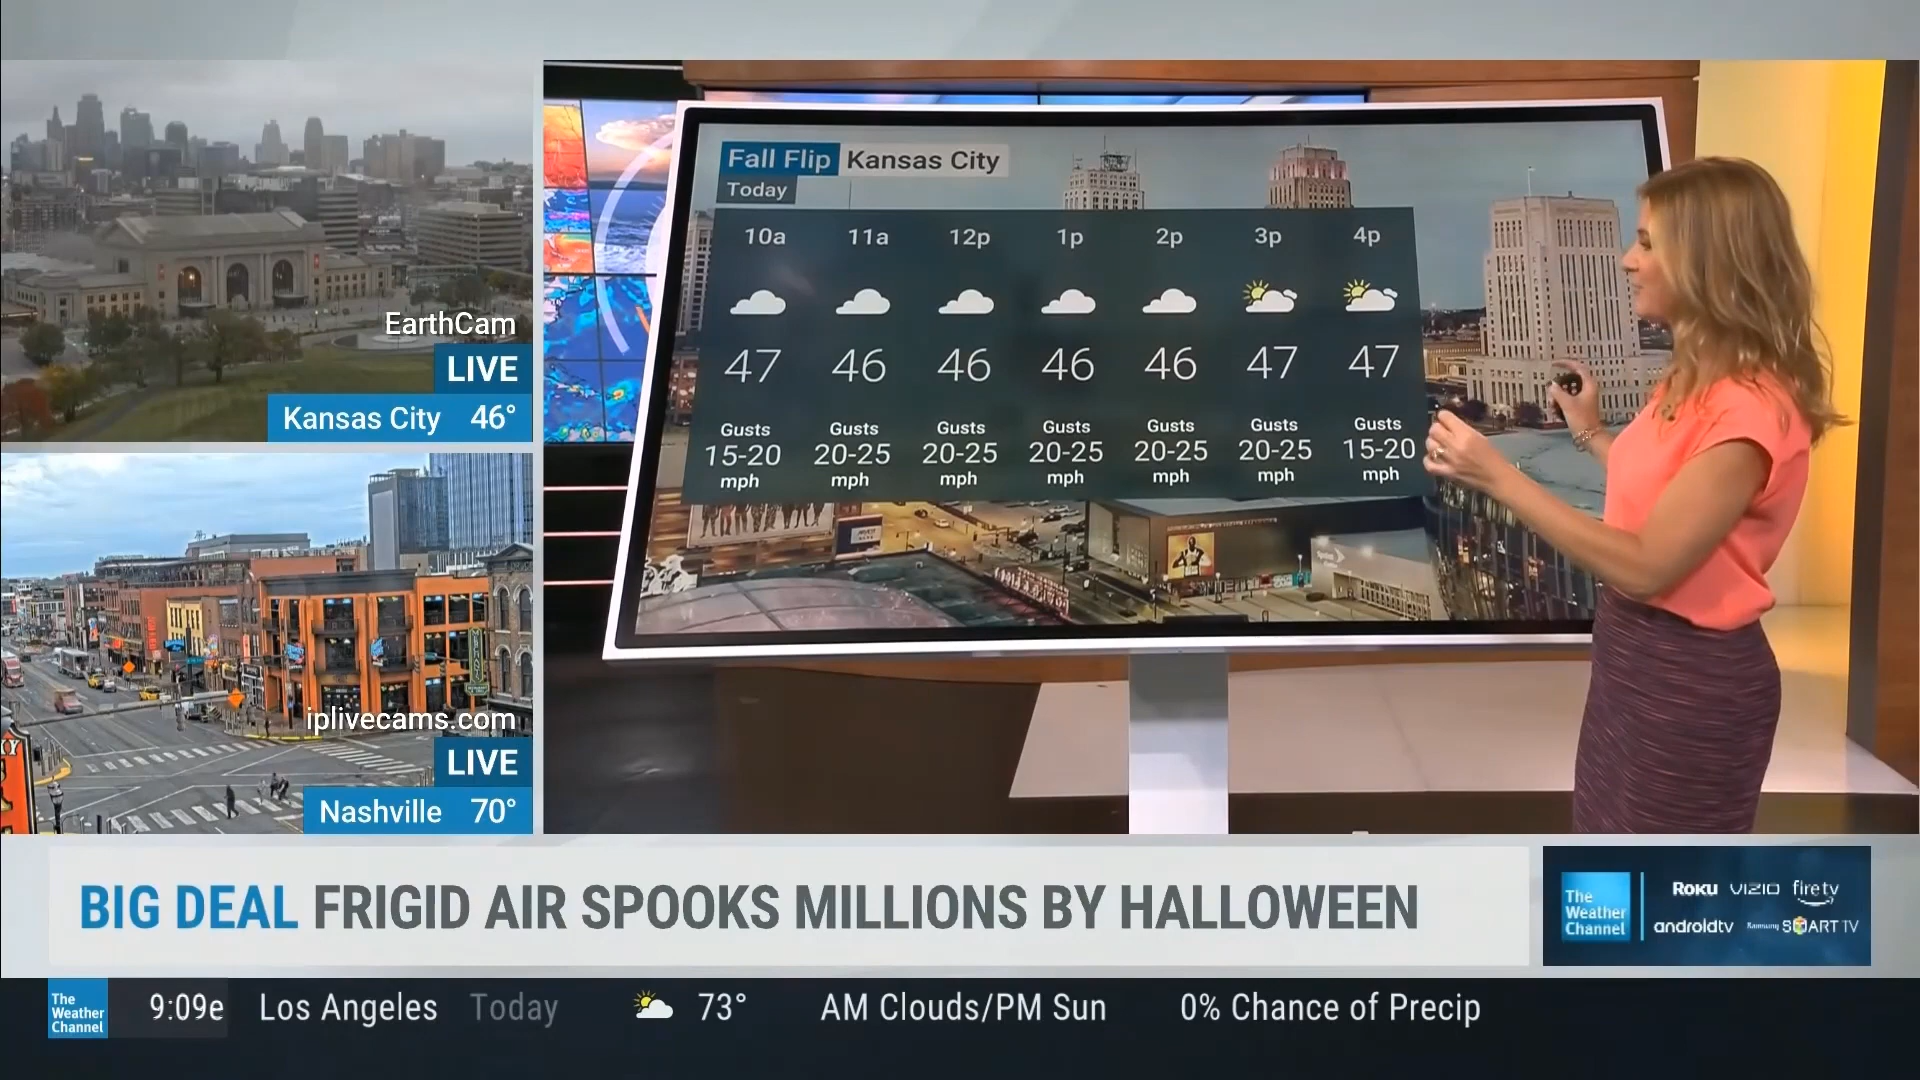 EarthCam
LIVE
Kansas City 46°
iplivecams.com
LIVE
Nashville 70°
Fall Flip Kansas City
Today
10a 11a 12p 1p 2p 3p 4p
47 46 46 46 46 47 47
Gusts Gusts Gusts Gusts Gusts Gusts Gusts
15-20 20-25 20-25 20-25 20-25 20-25 15-20
mph mph mph mph mph mph mph
BIG DEAL FRIGID AIR SPOOKS MILLIONS BY HALLOWEEN
The
Weather
Channel
Roku VIZIO firetv
androidtv Samsung SMART TV
The
Weather
Channel
9:09e Los Angeles Today 73° AM Clouds/PM Sun 0% Chance of Precip